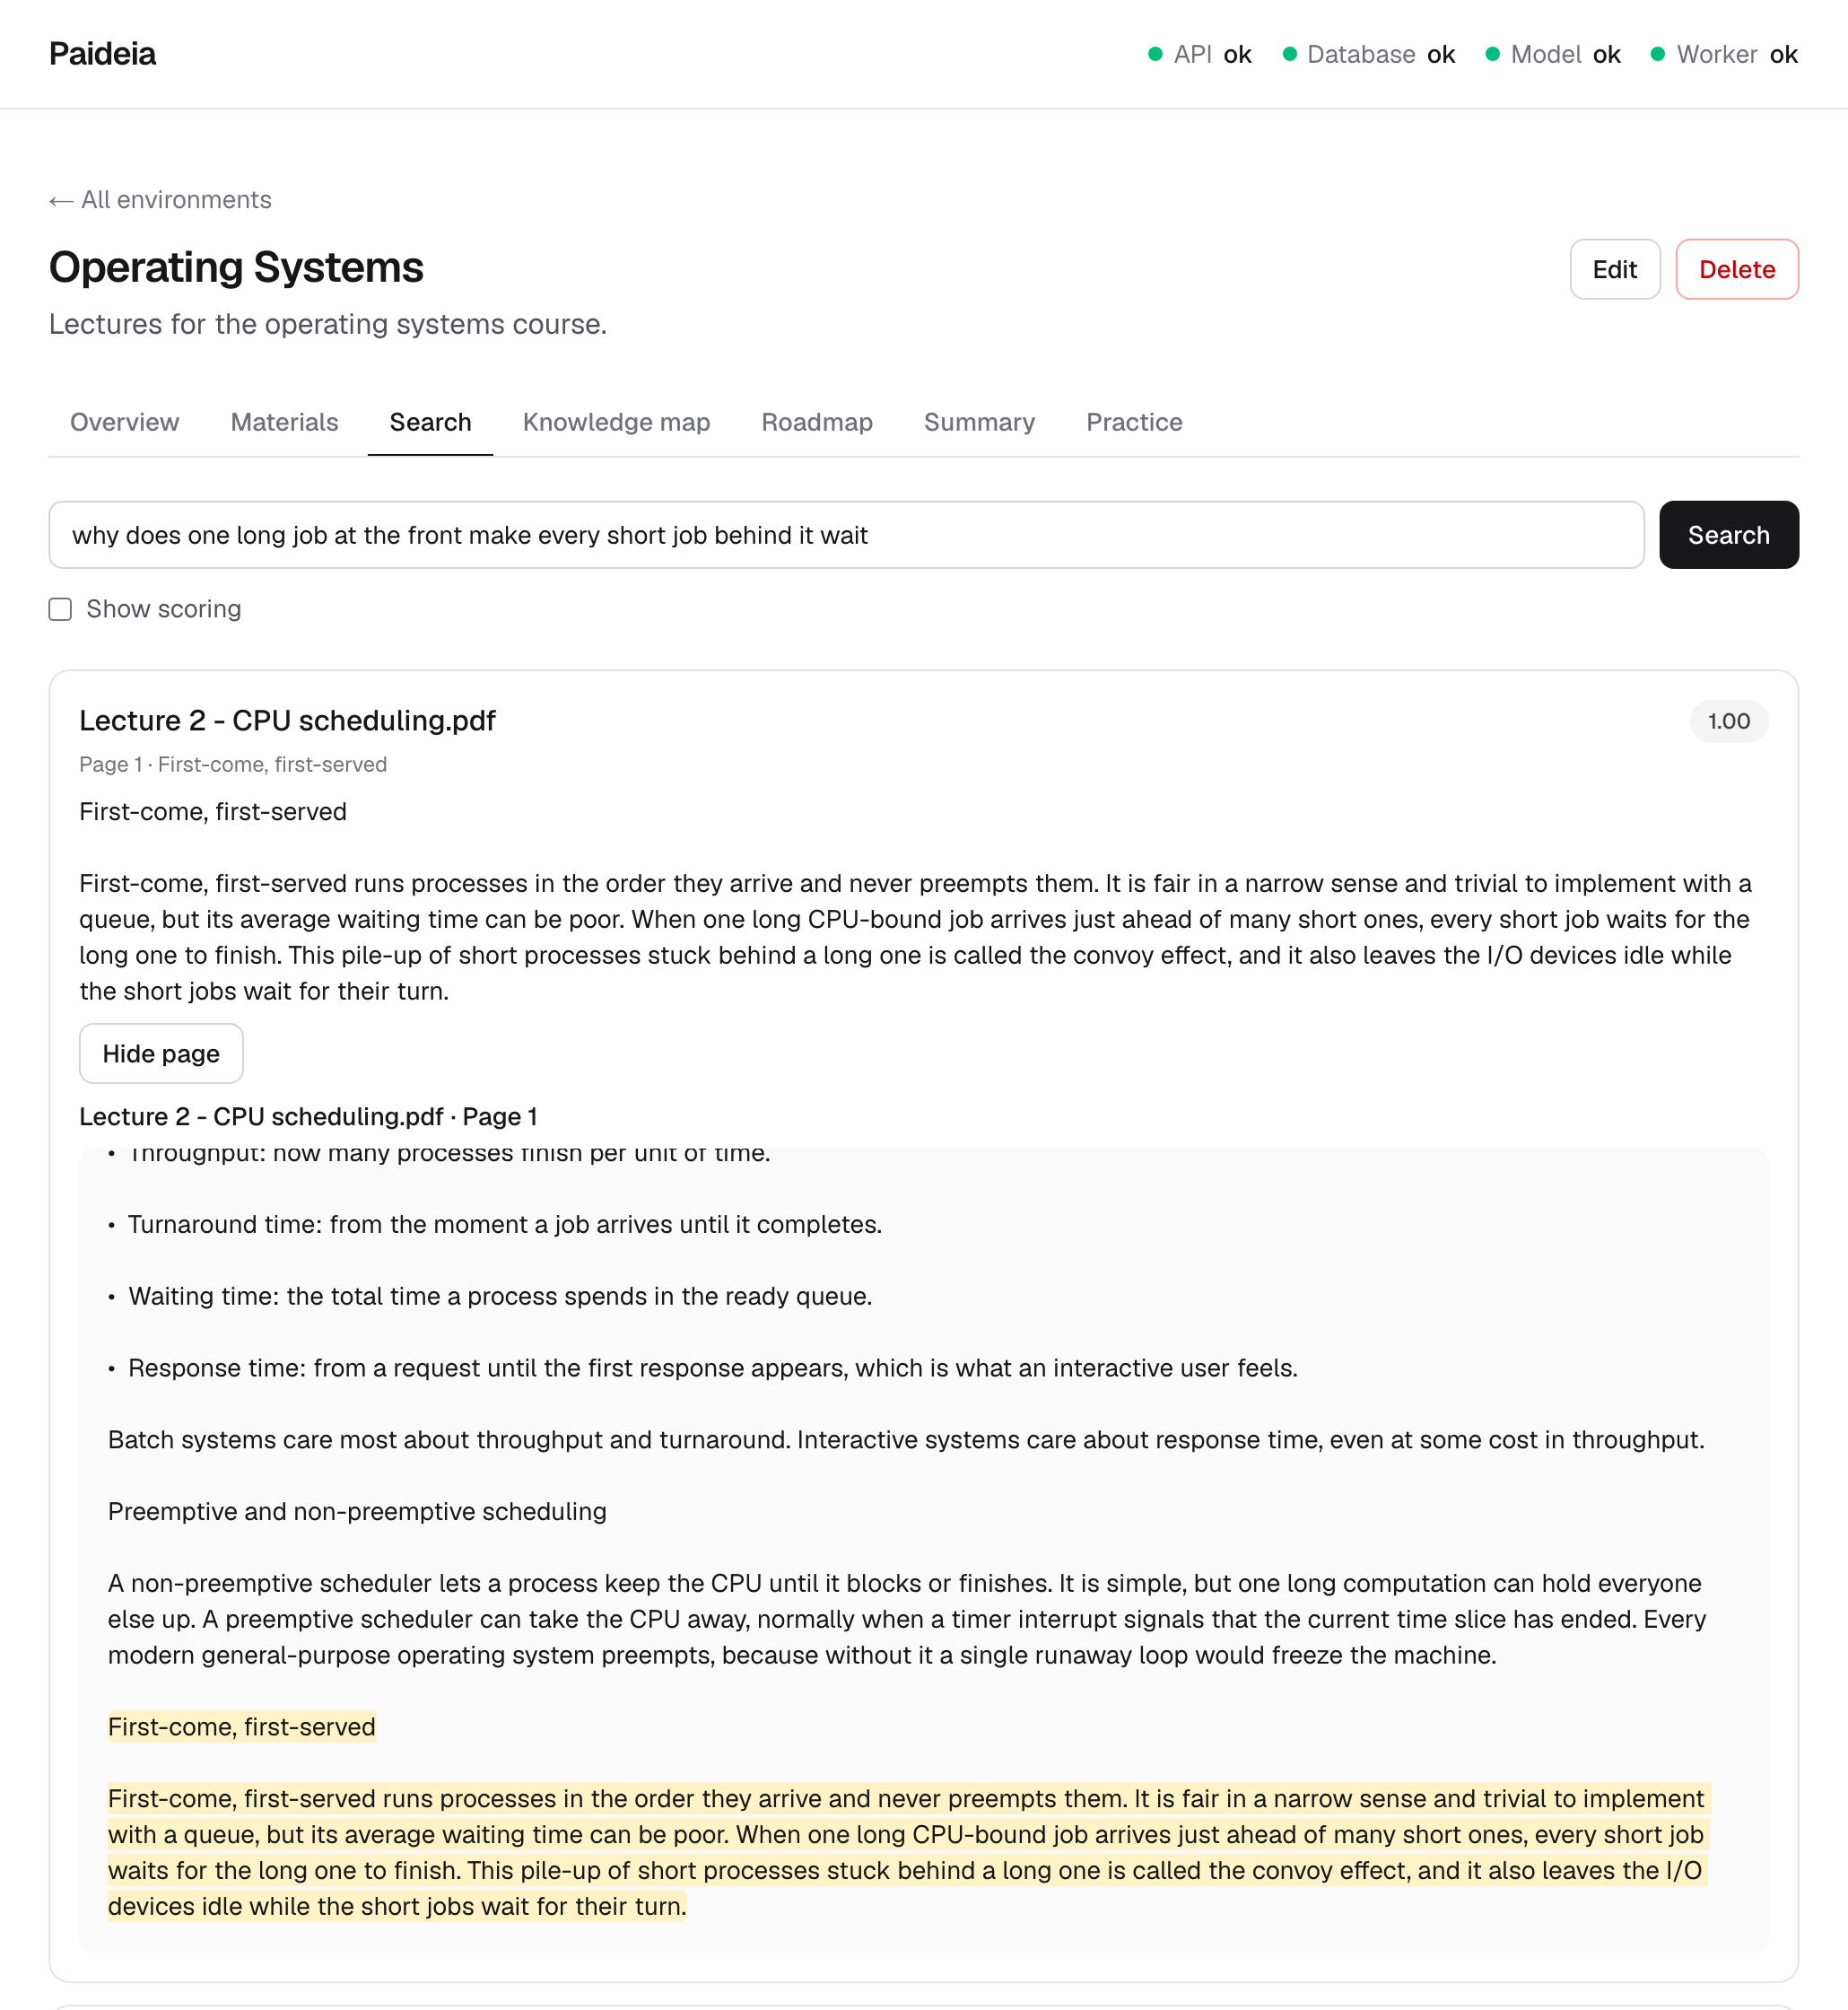 Paideia
API ok Database ok Model ok Worker ok
← All environments
Operating Systems
Edit Delete
Lectures for the operating systems course.
Overview Materials Search Knowledge map Roadmap Summary Practice
why does one long job at the front make every short job behind it wait
Search
Show scoring
Lecture 2 - CPU scheduling.pdf
1.00
Page 1 · First-come, first-served
First-come, first-served
First-come, first-served runs processes in the order they arrive and never preempts them. It is fair in a narrow sense and trivial to implement with a
queue, but its average waiting time can be poor. When one long CPU-bound job arrives just ahead of many short ones, every short job waits for the
long one to finish. This pile-up of short processes stuck behind a long one is called the convoy effect, and it also leaves the I/O devices idle while
the short jobs wait for their turn.
Hide page
Lecture 2 - CPU scheduling.pdf · Page 1
• Throughput: how many processes finish per unit of time.
• Turnaround time: from the moment a job arrives until it completes.
• Waiting time: the total time a process spends in the ready queue.
• Response time: from a request until the first response appears, which is what an interactive user feels.
Batch systems care most about throughput and turnaround. Interactive systems care about response time, even at some cost in throughput.
Preemptive and non-preemptive scheduling
A non-preemptive scheduler lets a process keep the CPU until it blocks or finishes. It is simple, but one long computation can hold everyone
else up. A preemptive scheduler can take the CPU away, normally when a timer interrupt signals that the current time slice has ended. Every
modern general-purpose operating system preempts, because without it a single runaway loop would freeze the machine.
First-come, first-served
First-come, first-served runs processes in the order they arrive and never preempts them. It is fair in a narrow sense and trivial to implement
with a queue, but its average waiting time can be poor. When one long CPU-bound job arrives just ahead of many short ones, every short job
waits for the long one to finish. This pile-up of short processes stuck behind a long one is called the convoy effect, and it also leaves the I/O
devices idle while the short jobs wait for their turn.